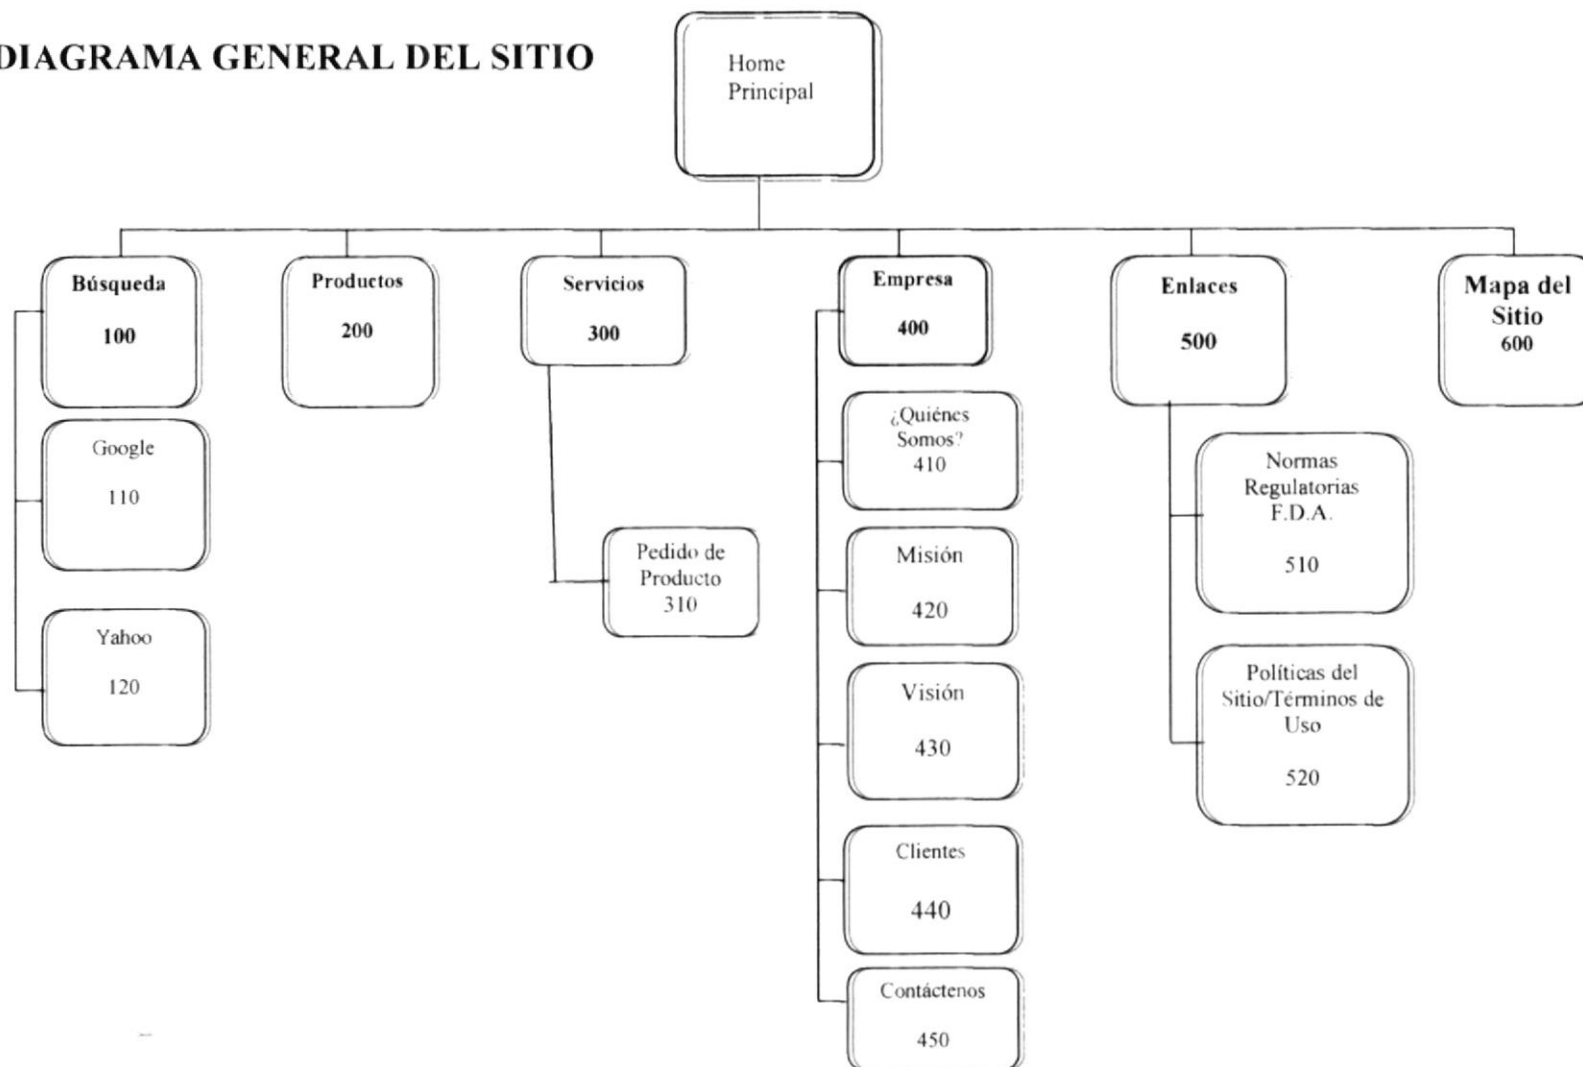 DIAGRAMA GENERAL DEL SITIO
Home
Principal
Búsqueda
100
Productos
200
Servicios
300
Empresa
400
Enlaces
500
Mapa del
Sitio
600
Google
110
Yahoo
120
Pedido de
Producto
310
¿Quiénes
Somos?
410
Misión
420
Visión
430
Clientes
440
Contáctenos
450
Normas
Regulatorias
F.D.A.
510
Políticas del
Sitio/Términos de
Uso
520